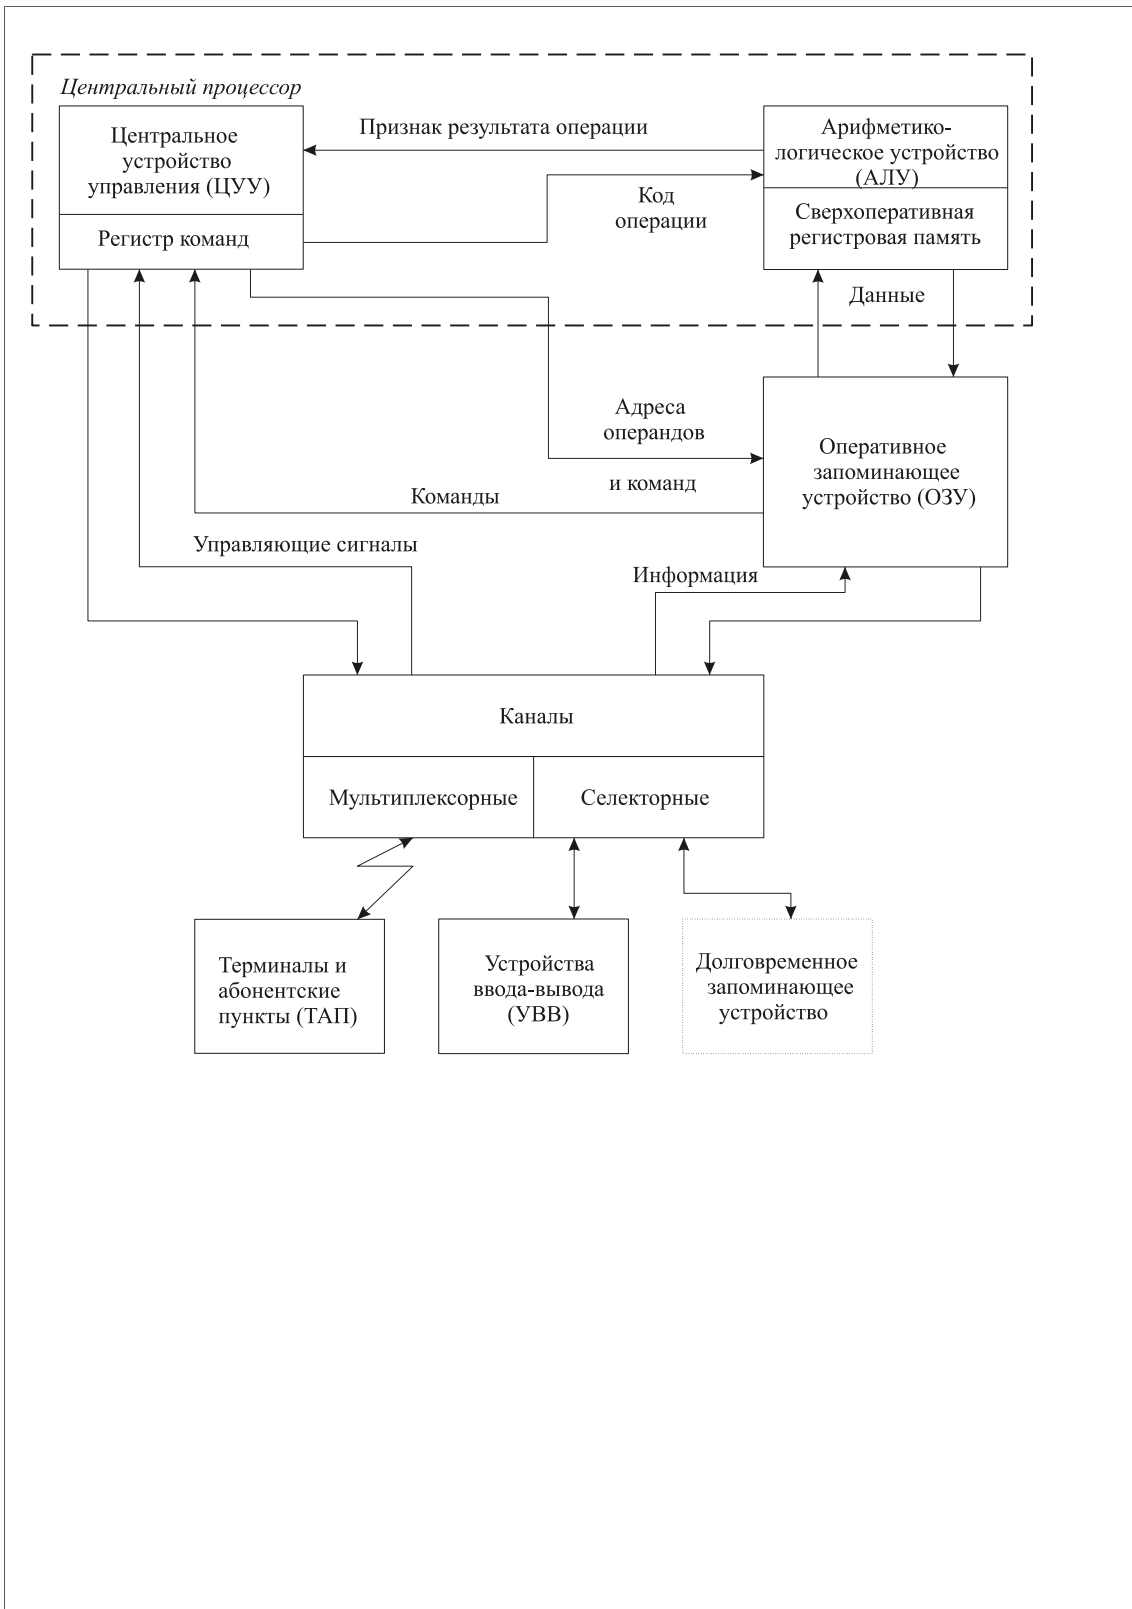 Центральный процессор
Центральное
устройство
управления (ЦУУ)
Регистр команд
Признак результата операции
Код
операции
Арифметико-
логическое устройство
(АЛУ)
Сверхоперативная
регистровая память
Данные
Адреса
операндов
и команд
Оперативное
запоминающее
устройство (ОЗУ)
Команды
Управляющие сигналы
Информация
Каналы
Мультиплексорные
Селекторные
Терминалы и
абонентские
пункты (ТАП)
Устройства
ввода-вывода
(УВВ)
Долговременное
запоминающее
устройство